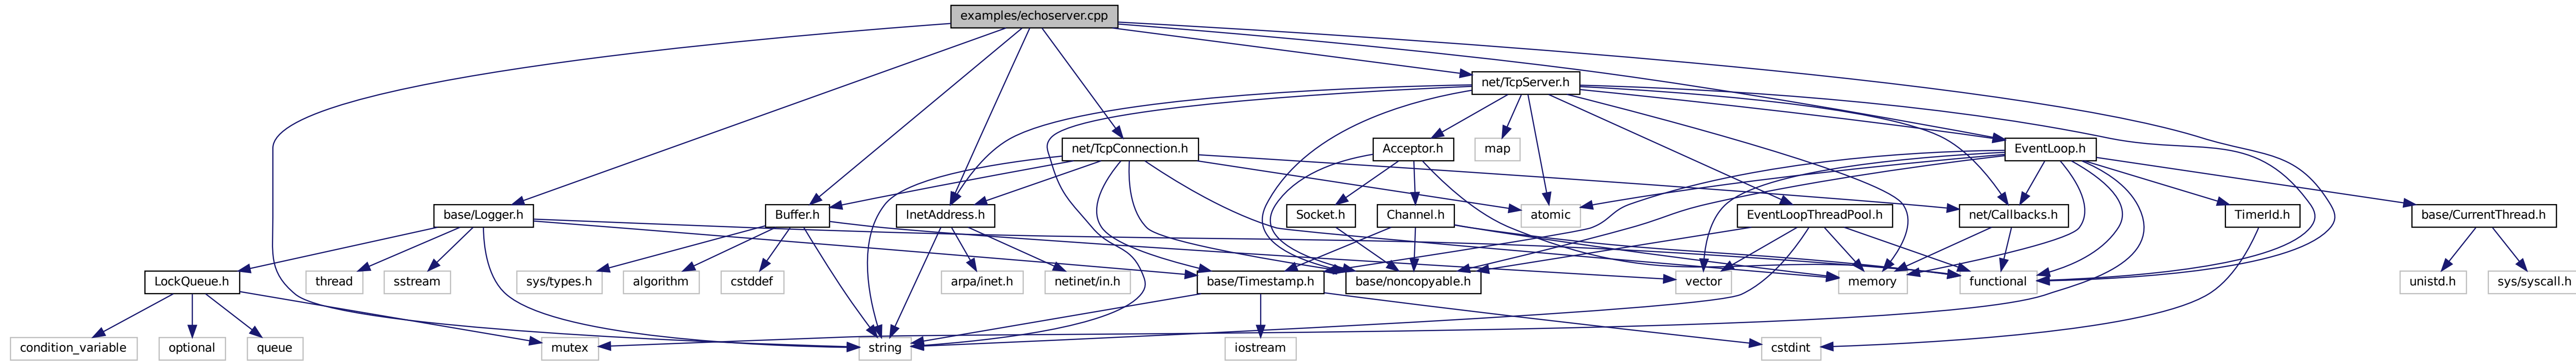 examples/echoserver.cpp
net/TcpServer.h
net/TcpConnection.h
Acceptor.h
map
EventLoop.h
base/Logger.h
Buffer.h
InetAddress.h
Socket.h
Channel.h
atomic
EventLoopThreadPool.h
net/Callbacks.h
TimerId.h
base/CurrentThread.h
LockQueue.h
thread
sstream
sys/types.h
algorithm
cstddef
arpa/inet.h
netinet/in.h
base/Timestamp.h
base/noncopyable.h
vector
memory
functional
unistd.h
sys/syscall.h
condition_variable
optional
queue
mutex
string
iostream
cstdint